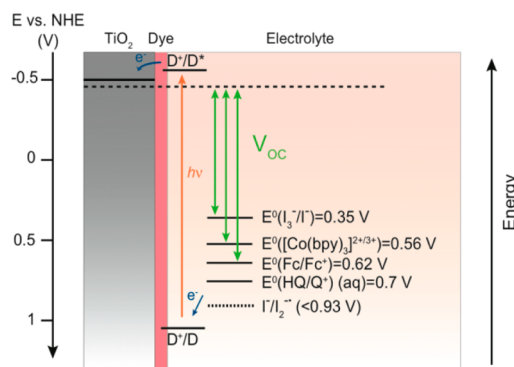 E vs. NHE
(V)
TiO₂ Dye Electrolyte
e⁻ D⁺/D*
-0.5
0
0.5
1
hν
V_OC
E⁰(I₃⁻/I⁻)=0.35 V
E⁰([Co(bpy)₃]²⁺/³⁺)=0.56 V
E⁰(Fc/Fc⁺)=0.62 V
E⁰(HQ/Q⁺) (aq)=0.7 V
e⁻ I⁻/I₂⁻• (<0.93 V)
D⁺/D
Energy